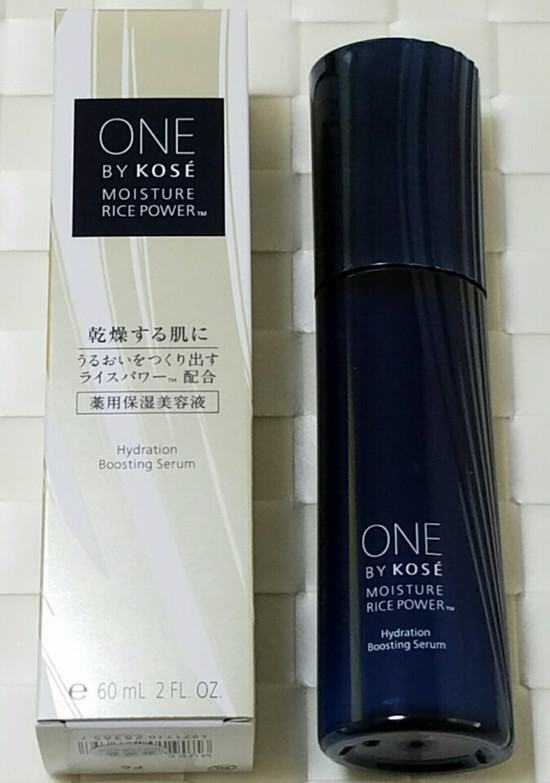 ONE
BY KOSÉ
MOISTURE
RICE POWER™
乾燥する肌に
うるおいをつくり出す
ライスパワー™ 配合
薬用保湿美容液
Hydration
Boosting Serum
℮ 60 mL 2 FL. OZ.
ONE
BY KOSÉ
MOISTURE
RICE POWER™
Hydration
Boosting Serum